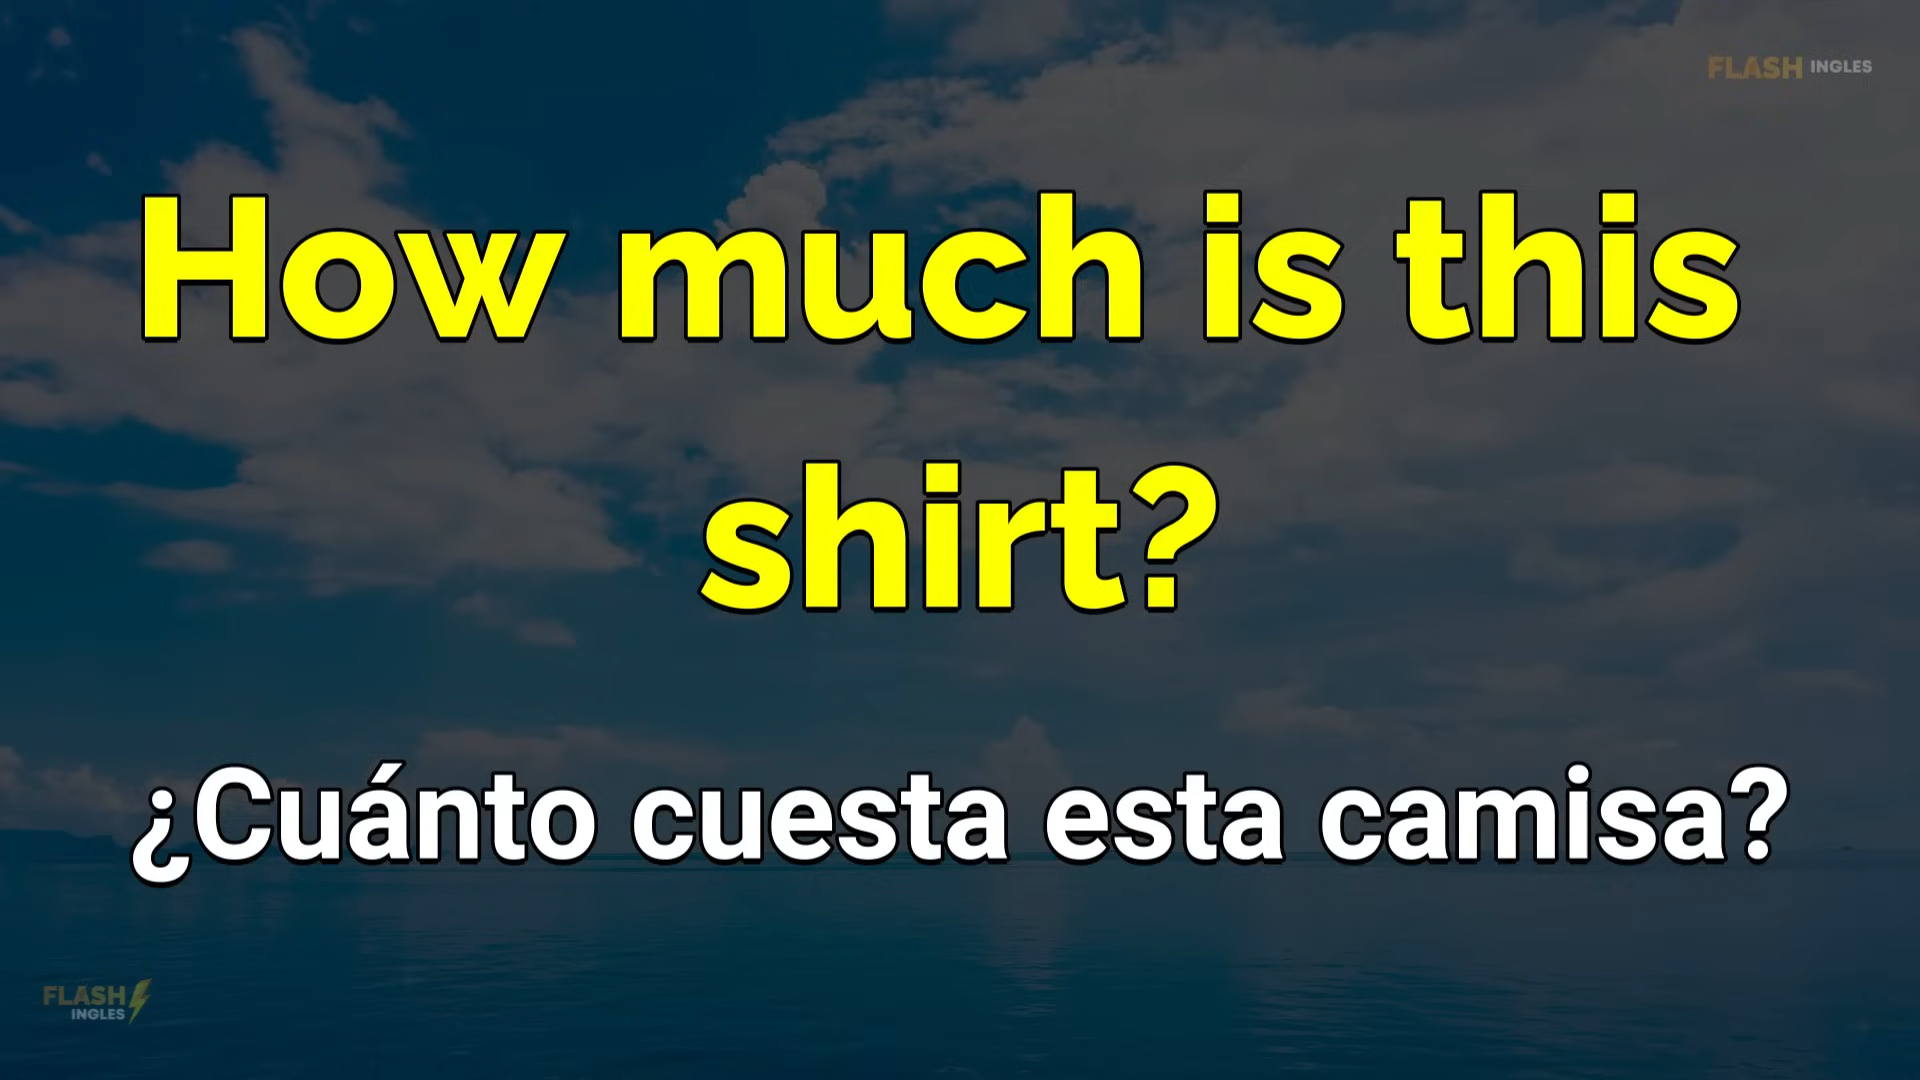 FLASH INGLES
How much is this
shirt?
¿Cuánto cuesta esta camisa?
FLASH
INGLES